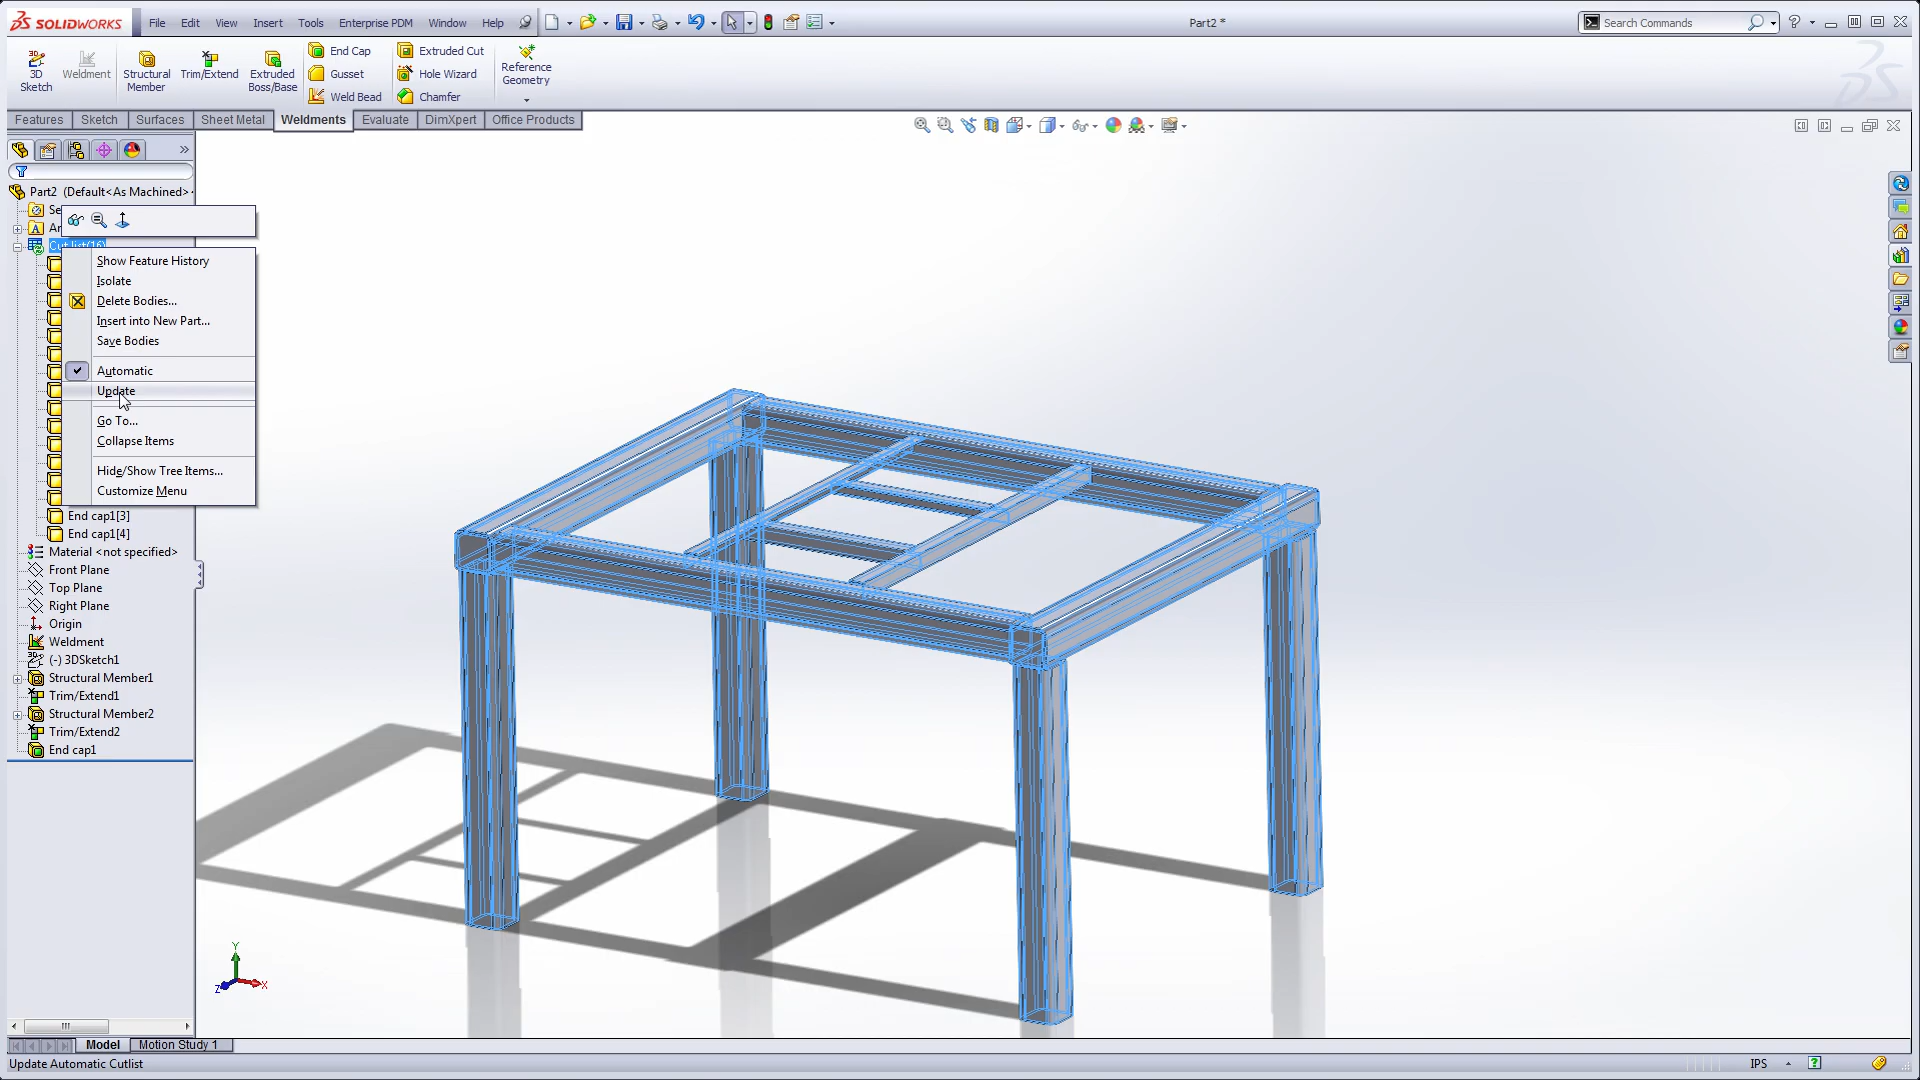 SOLIDWORKS File Edit View Insert Tools Enterprise PDM Window Help Part2 * Search Commands
3D Sketch
Weldment
Structural Member
Trim/Extend
Extruded Boss/Base
End Cap
Gusset
Weld Bead
Extruded Cut
Hole Wizard
Chamfer
Reference Geometry
Features Sketch Surfaces Sheet Metal Weldments Evaluate DimXpert Office Products
Part2 (Default<As Machined>
Se
An
Cut list(16)
Show Feature History
Isolate
Delete Bodies...
Insert into New Part...
Save Bodies
Automatic
Update
Go To...
Collapse Items
Hide/Show Tree Items...
Customize Menu
End cap1[3]
End cap1[4]
Material <not specified>
Front Plane
Top Plane
Right Plane
Origin
Weldment
(-) 3DSketch1
Structural Member1
Trim/Extend1
Structural Member2
Trim/Extend2
End cap1
Y
Z X
Model Motion Study 1
Update Automatic Cutlist IPS